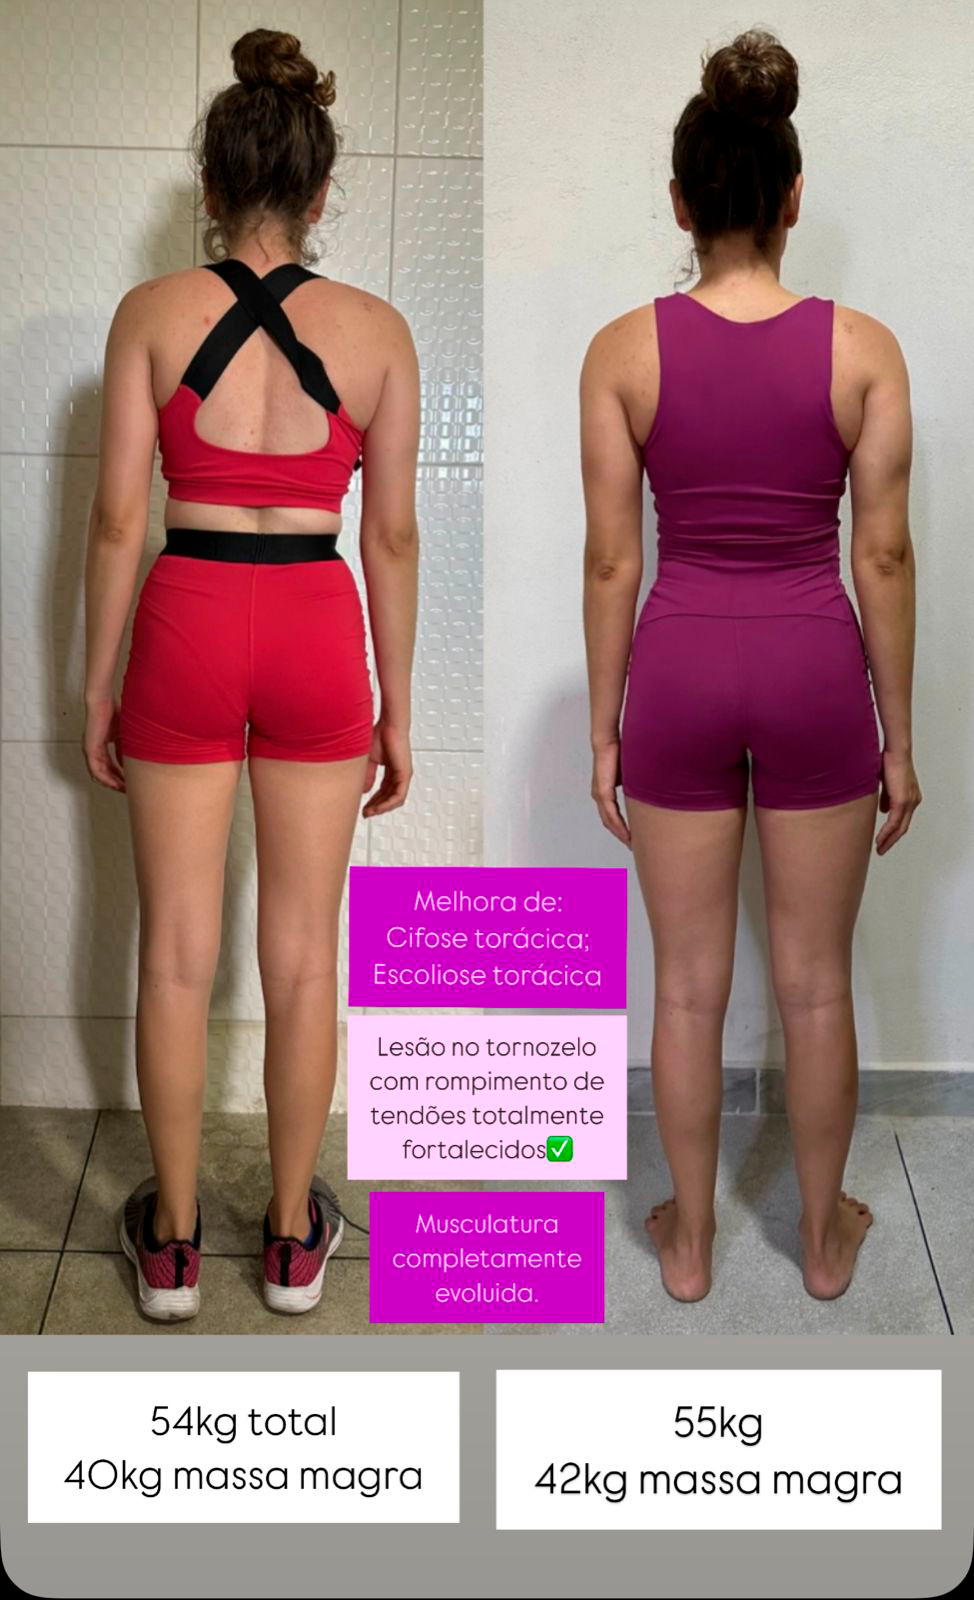 Melhora de:
Cifose torácica;
Escoliose torácica
Lesão no tornozelo
com rompimento de
tendões totalmente
fortalecidos✅
Musculatura
completamente
evoluida.
54kg total
40kg massa magra
55kg
42kg massa magra